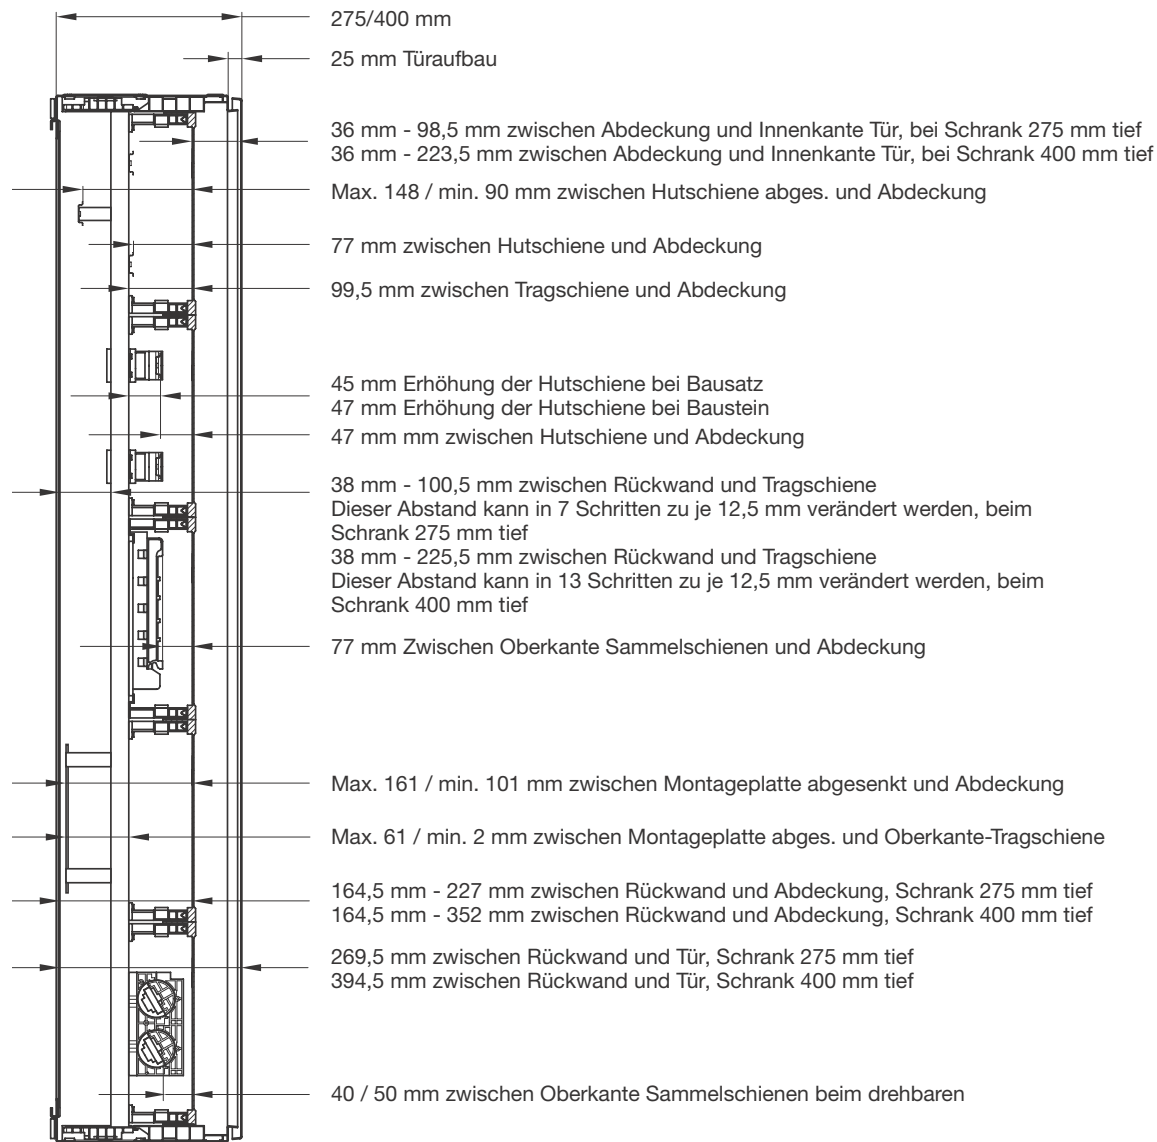 275/400 mm
25 mm Türaufbau
36 mm - 98,5 mm zwischen Abdeckung und Innenkante Tür, bei Schrank 275 mm tief
36 mm - 223,5 mm zwischen Abdeckung und Innenkante Tür, bei Schrank 400 mm tief
Max. 148 / min. 90 mm zwischen Hutschiene abges. und Abdeckung
77 mm zwischen Hutschiene und Abdeckung
99,5 mm zwischen Tragschiene und Abdeckung
45 mm Erhöhung der Hutschiene bei Bausatz
47 mm Erhöhung der Hutschiene bei Baustein
47 mm mm zwischen Hutschiene und Abdeckung
38 mm - 100,5 mm zwischen Rückwand und Tragschiene
Dieser Abstand kann in 7 Schritten zu je 12,5 mm verändert werden, beim
Schrank 275 mm tief
38 mm - 225,5 mm zwischen Rückwand und Tragschiene
Dieser Abstand kann in 13 Schritten zu je 12,5 mm verändert werden, beim
Schrank 400 mm tief
77 mm Zwischen Oberkante Sammelschienen und Abdeckung
Max. 161 / min. 101 mm zwischen Montageplatte abgesenkt und Abdeckung
Max. 61 / min. 2 mm zwischen Montageplatte abges. und Oberkante-Tragschiene
164,5 mm - 227 mm zwischen Rückwand und Abdeckung, Schrank 275 mm tief
164,5 mm - 352 mm zwischen Rückwand und Abdeckung, Schrank 400 mm tief
269,5 mm zwischen Rückwand und Tür, Schrank 275 mm tief
394,5 mm zwischen Rückwand und Tür, Schrank 400 mm tief
40 / 50 mm zwischen Oberkante Sammelschienen beim drehbaren